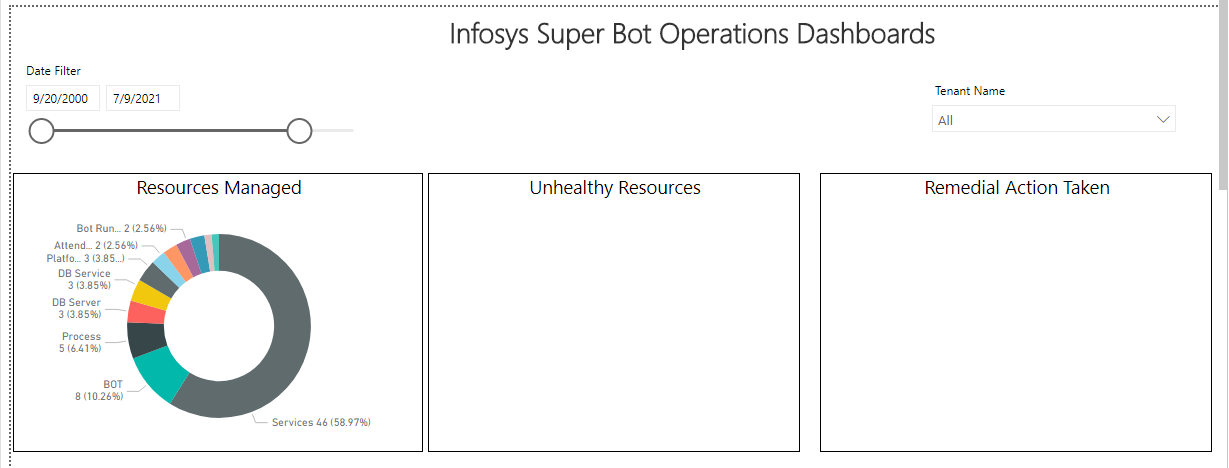 Infosys Super Bot Operations Dashboards
Date Filter
9/20/2000
7/9/2021
Tenant Name
All
Resources Managed
Bot Run... 2 (2.56%)
Attend... 2 (2.56%)
Platfo... 3 (3.85...)
DB Service
3 (3.85%)
DB Server
3 (3.85%)
Process
5 (6.41%)
BOT
8 (10.26%)
Services 46 (58.97%)
Unhealthy Resources
Remedial Action Taken